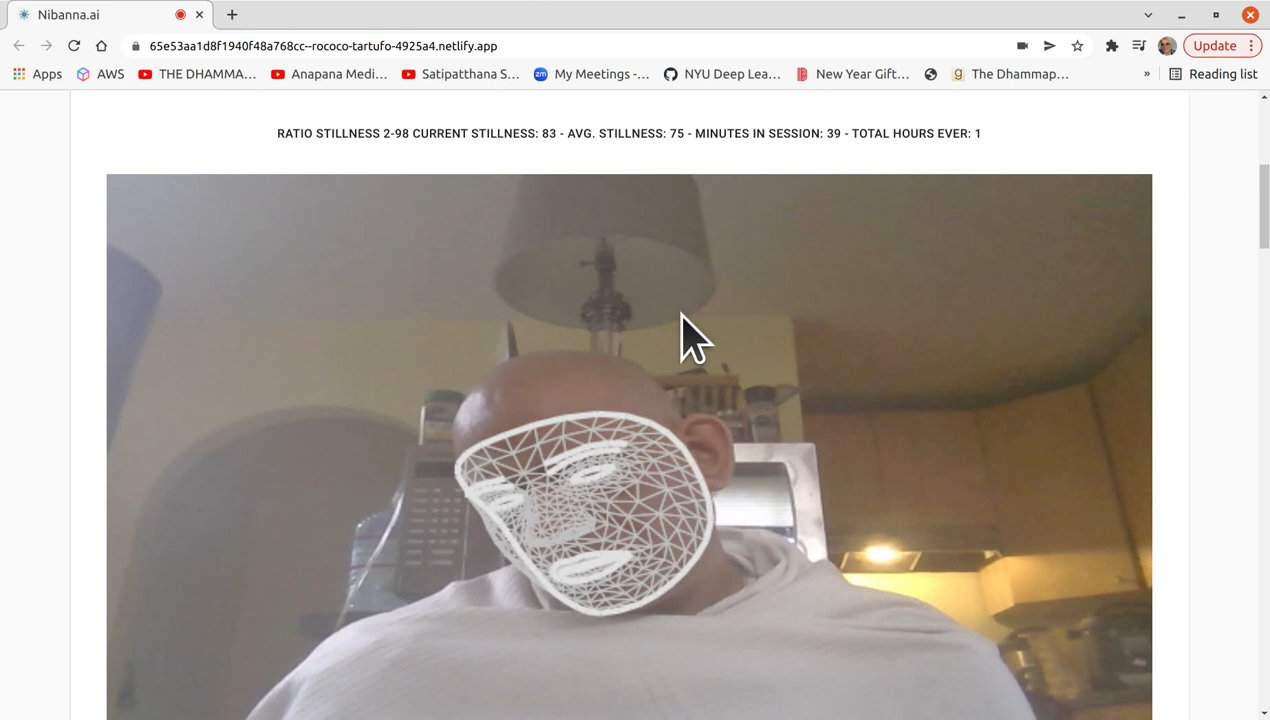 Nibanna.ai
65e53aa1d8f1940f48a768cc--rococo-tartufo-4925a4.netlify.app
Update
Apps AWS THE DHAMMA... Anapana Medi... Satipatthana S... My Meetings -... NYU Deep Lea... New Year Gift... The Dhammap... » Reading list
RATIO STILLNESS 2-98 CURRENT STILLNESS: 83 - AVG. STILLNESS: 75 - MINUTES IN SESSION: 39 - TOTAL HOURS EVER: 1